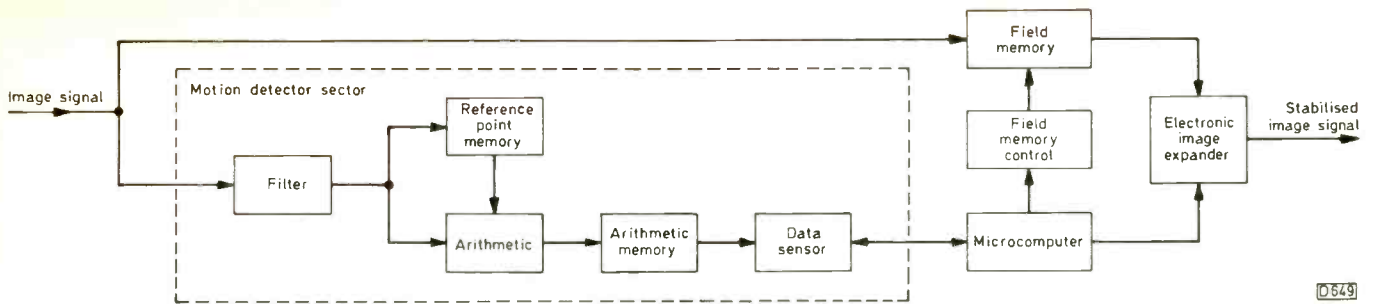 Image signal
Motion detector sector
Filter
Reference
point
memory
Arithmetic
Arithmetic
memory
Data
sensor
Field
memory
Field
memory
control
Microcomputer
Electronic
image
expander
Stabilised
image signal
D649